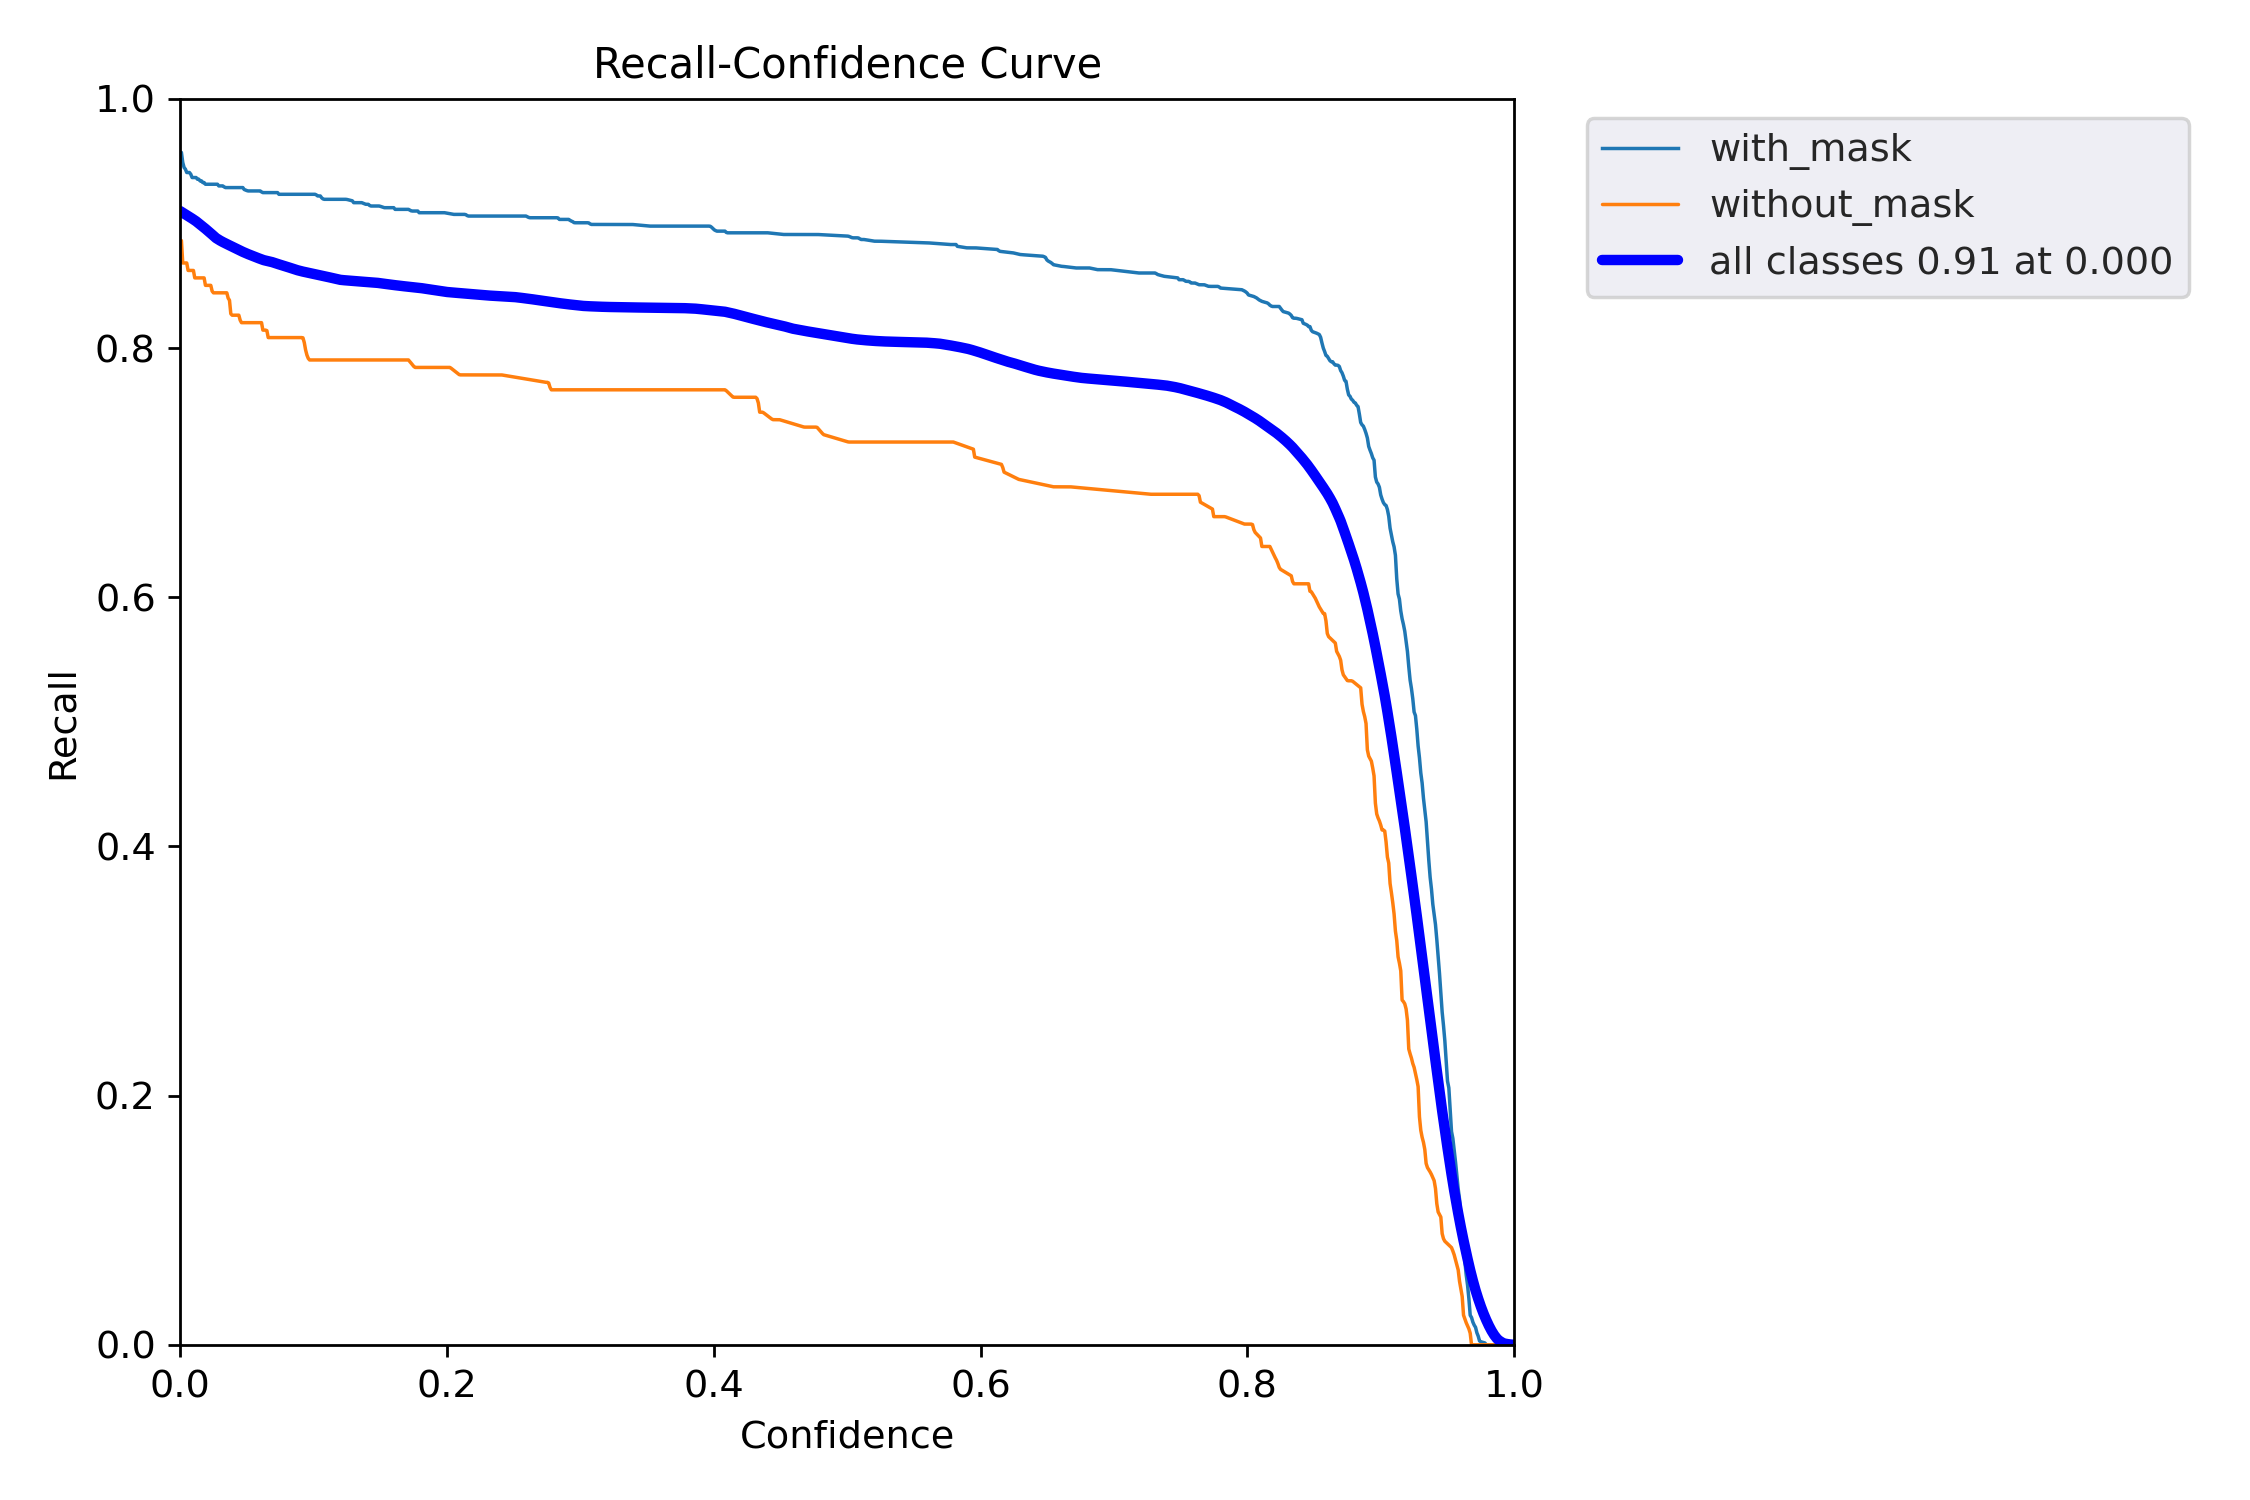 Recall-Confidence Curve
with_mask
without_mask
all classes 0.91 at 0.000
Recall
1.0
0.8
0.6
0.4
0.2
0.0
0.0 0.2 0.4 0.6 0.8 1.0
Confidence